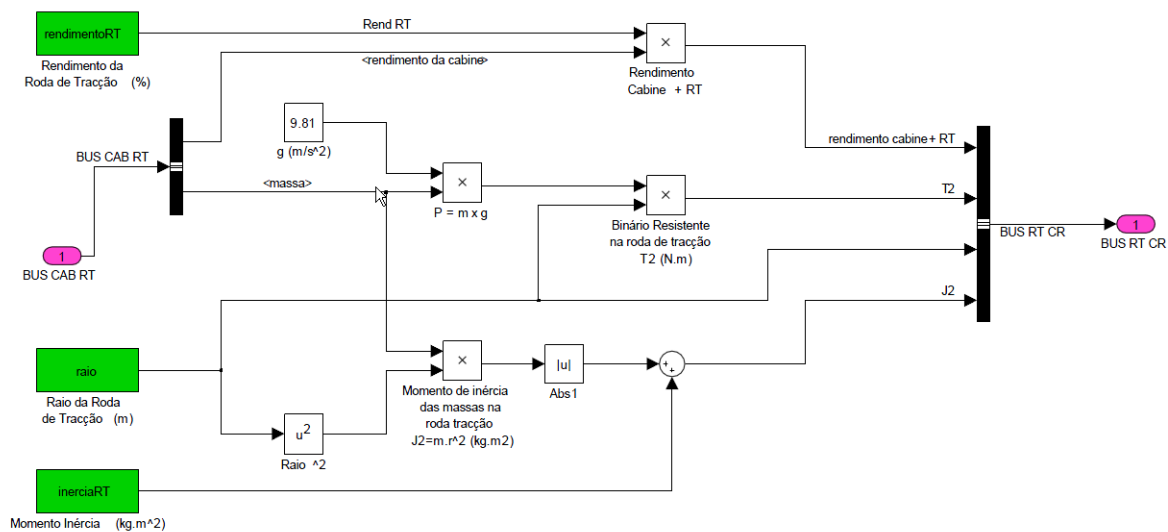 rendimentoRT
Rendimento da
Roda de Tracção (%)
Rend RT
<rendimento da cabine>
×
Rendimento
Cabine + RT
9.81
g (m/s^2)
BUS CAB RT
<massa>
×
P = m x g
×
Binário Resistente
na roda de tracção
T2 (N.m)
rendimento cabine+ RT
T2
BUS RT CR
J2
1
BUS RT CR
1
BUS CAB RT
raio
Raio da Roda
de Tracção (m)
×
Momento de inércia
das massas na
roda tracção
J2=m.r^2 (kg.m2)
|u|
Abs1
+
+
u²
Raio ^2
inerciaRT
Momento Inércia (kg.m^2)